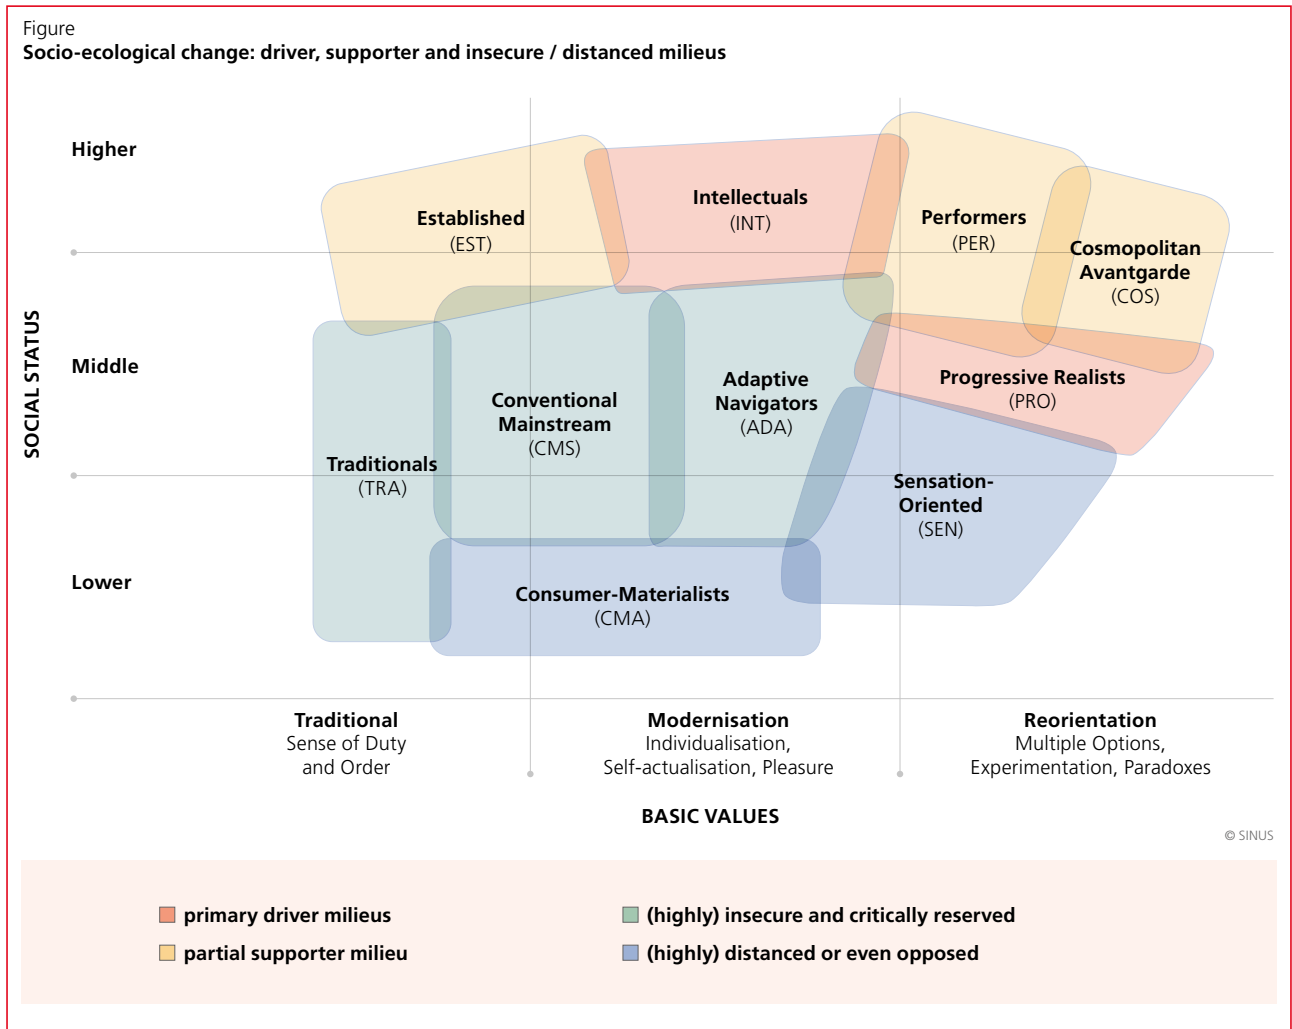 Figure
Socio-ecological change: driver, supporter and insecure / distanced milieus
SOCIAL STATUS
Higher
Middle
Lower
Established
(EST)
Intellectuals
(INT)
Performers
(PER)
Cosmopolitan
Avantgarde
(COS)
Traditionals
(TRA)
Conventional
Mainstream
(CMS)
Adaptive
Navigators
(ADA)
Progressive Realists
(PRO)
Sensation-
Oriented
(SEN)
Consumer-Materialists
(CMA)
Traditional
Sense of Duty
and Order
Modernisation
Individualisation,
Self-actualisation, Pleasure
Reorientation
Multiple Options,
Experimentation, Paradoxes
BASIC VALUES
© SINUS
primary driver milieus
partial supporter milieu
(highly) insecure and critically reserved
(highly) distanced or even opposed